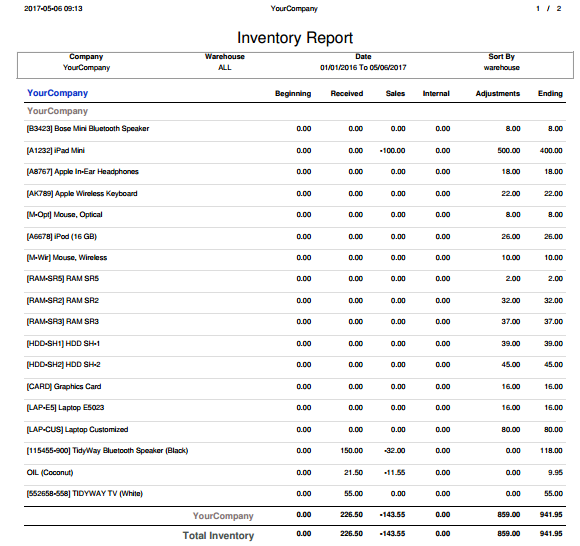 2017-05-06 09:13 YourCompany 1 / 2
Inventory Report
Company Warehouse Date Sort By
YourCompany ALL 01/01/2016 To 05/06/2017 warehouse
YourCompany Beginning Received Sales Internal Adjustments Ending
YourCompany
[B3423] Bose Mini Bluetooth Speaker 0.00 0.00 0.00 0.00 8.00 8.00
[A1232] iPad Mini 0.00 0.00 -100.00 0.00 500.00 400.00
[A8767] Apple In-Ear Headphones 0.00 0.00 0.00 0.00 18.00 18.00
[AK789] Apple Wireless Keyboard 0.00 0.00 0.00 0.00 22.00 22.00
[M-Opt] Mouse, Optical 0.00 0.00 0.00 0.00 8.00 8.00
[A6678] iPod (16 GB) 0.00 0.00 0.00 0.00 26.00 26.00
[M-Wir] Mouse, Wireless 0.00 0.00 0.00 0.00 10.00 10.00
[RAM-SR5] RAM SR5 0.00 0.00 0.00 0.00 2.00 2.00
[RAM-SR2] RAM SR2 0.00 0.00 0.00 0.00 32.00 32.00
[RAM-SR3] RAM SR3 0.00 0.00 0.00 0.00 37.00 37.00
[HDD-SH1] HDD SH-1 0.00 0.00 0.00 0.00 39.00 39.00
[HDD-SH2] HDD SH-2 0.00 0.00 0.00 0.00 45.00 45.00
[CARD] Graphics Card 0.00 0.00 0.00 0.00 16.00 16.00
[LAP-E5] Laptop E5023 0.00 0.00 0.00 0.00 16.00 16.00
[LAP-CUS] Laptop Customized 0.00 0.00 0.00 0.00 80.00 80.00
[115455-900] TidyWay Bluetooth Speaker (Black) 0.00 150.00 -32.00 0.00 0.00 118.00
OIL (Coconut) 0.00 21.50 -11.55 0.00 0.00 9.95
[552658-558] TIDYWAY TV (White) 0.00 55.00 0.00 0.00 0.00 55.00
YourCompany 0.00 226.50 -143.55 0.00 859.00 941.95
Total Inventory 0.00 226.50 -143.55 0.00 859.00 941.95